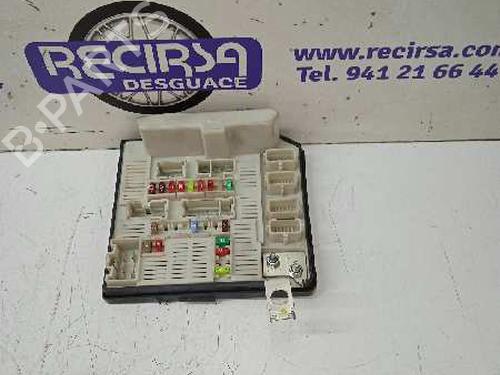 RECIRSA
DESGUACE
www.recirsa.com
Tel. 941 21 66 44
B-PARTS